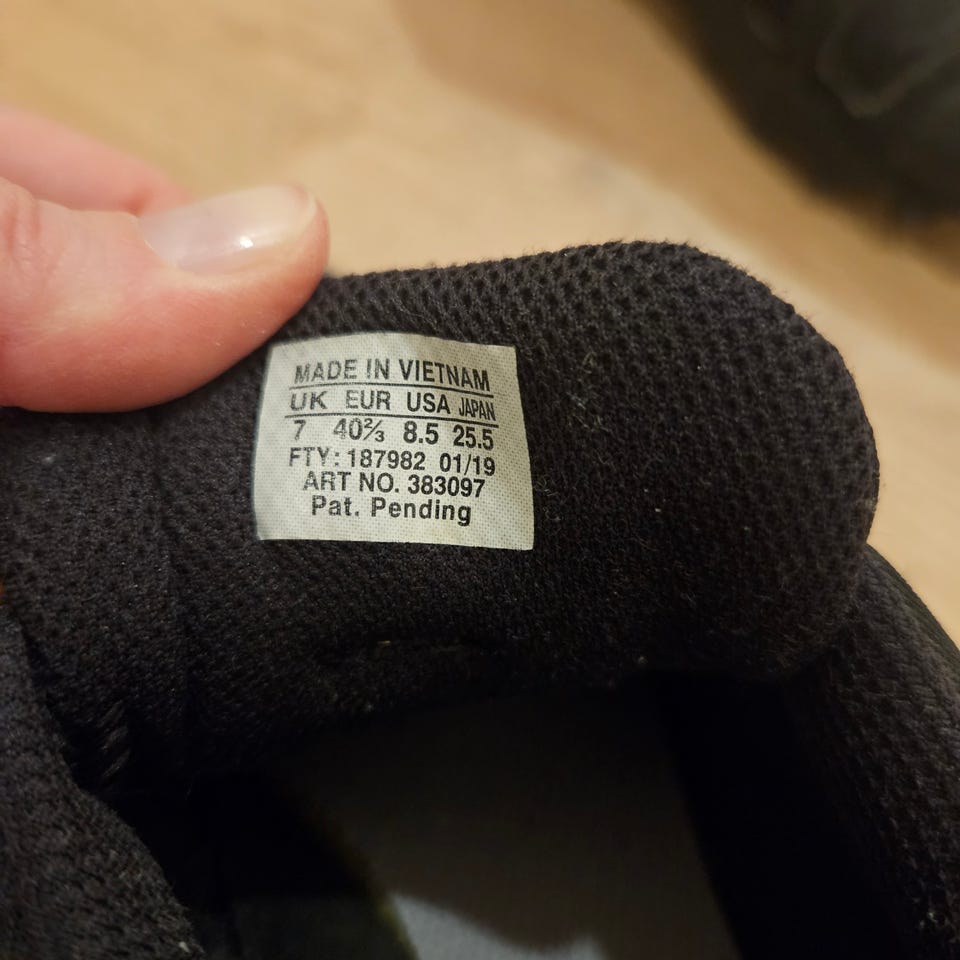 MADE IN VIETNAM
UK EUR USA JAPAN
7 40⅔ 8.5 25.5
FTY: 187982 01/19
ART NO. 383097
Pat. Pending